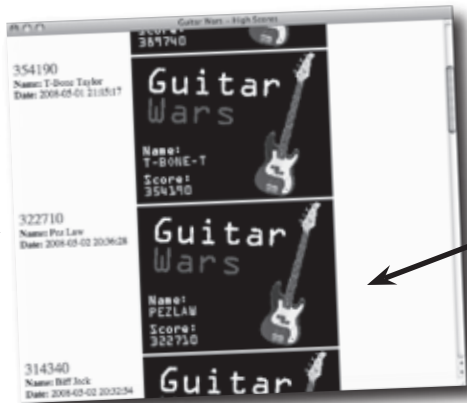 Guitar Wars - High Scores
Score:
389740
354190
Name: T-Bone Taylor
Date: 2008-05-01 21:05:17
Guitar
Wars
Name:
T-BONE-T
Score:
354190
322710
Name: Pez Law
Date: 2008-05-02 20:36:28
Guitar
Wars
Name:
PEZLAW
Score:
322710
314340
Name: Biff Jeck
Date: 2008-05-02 20:32:54
Guitar